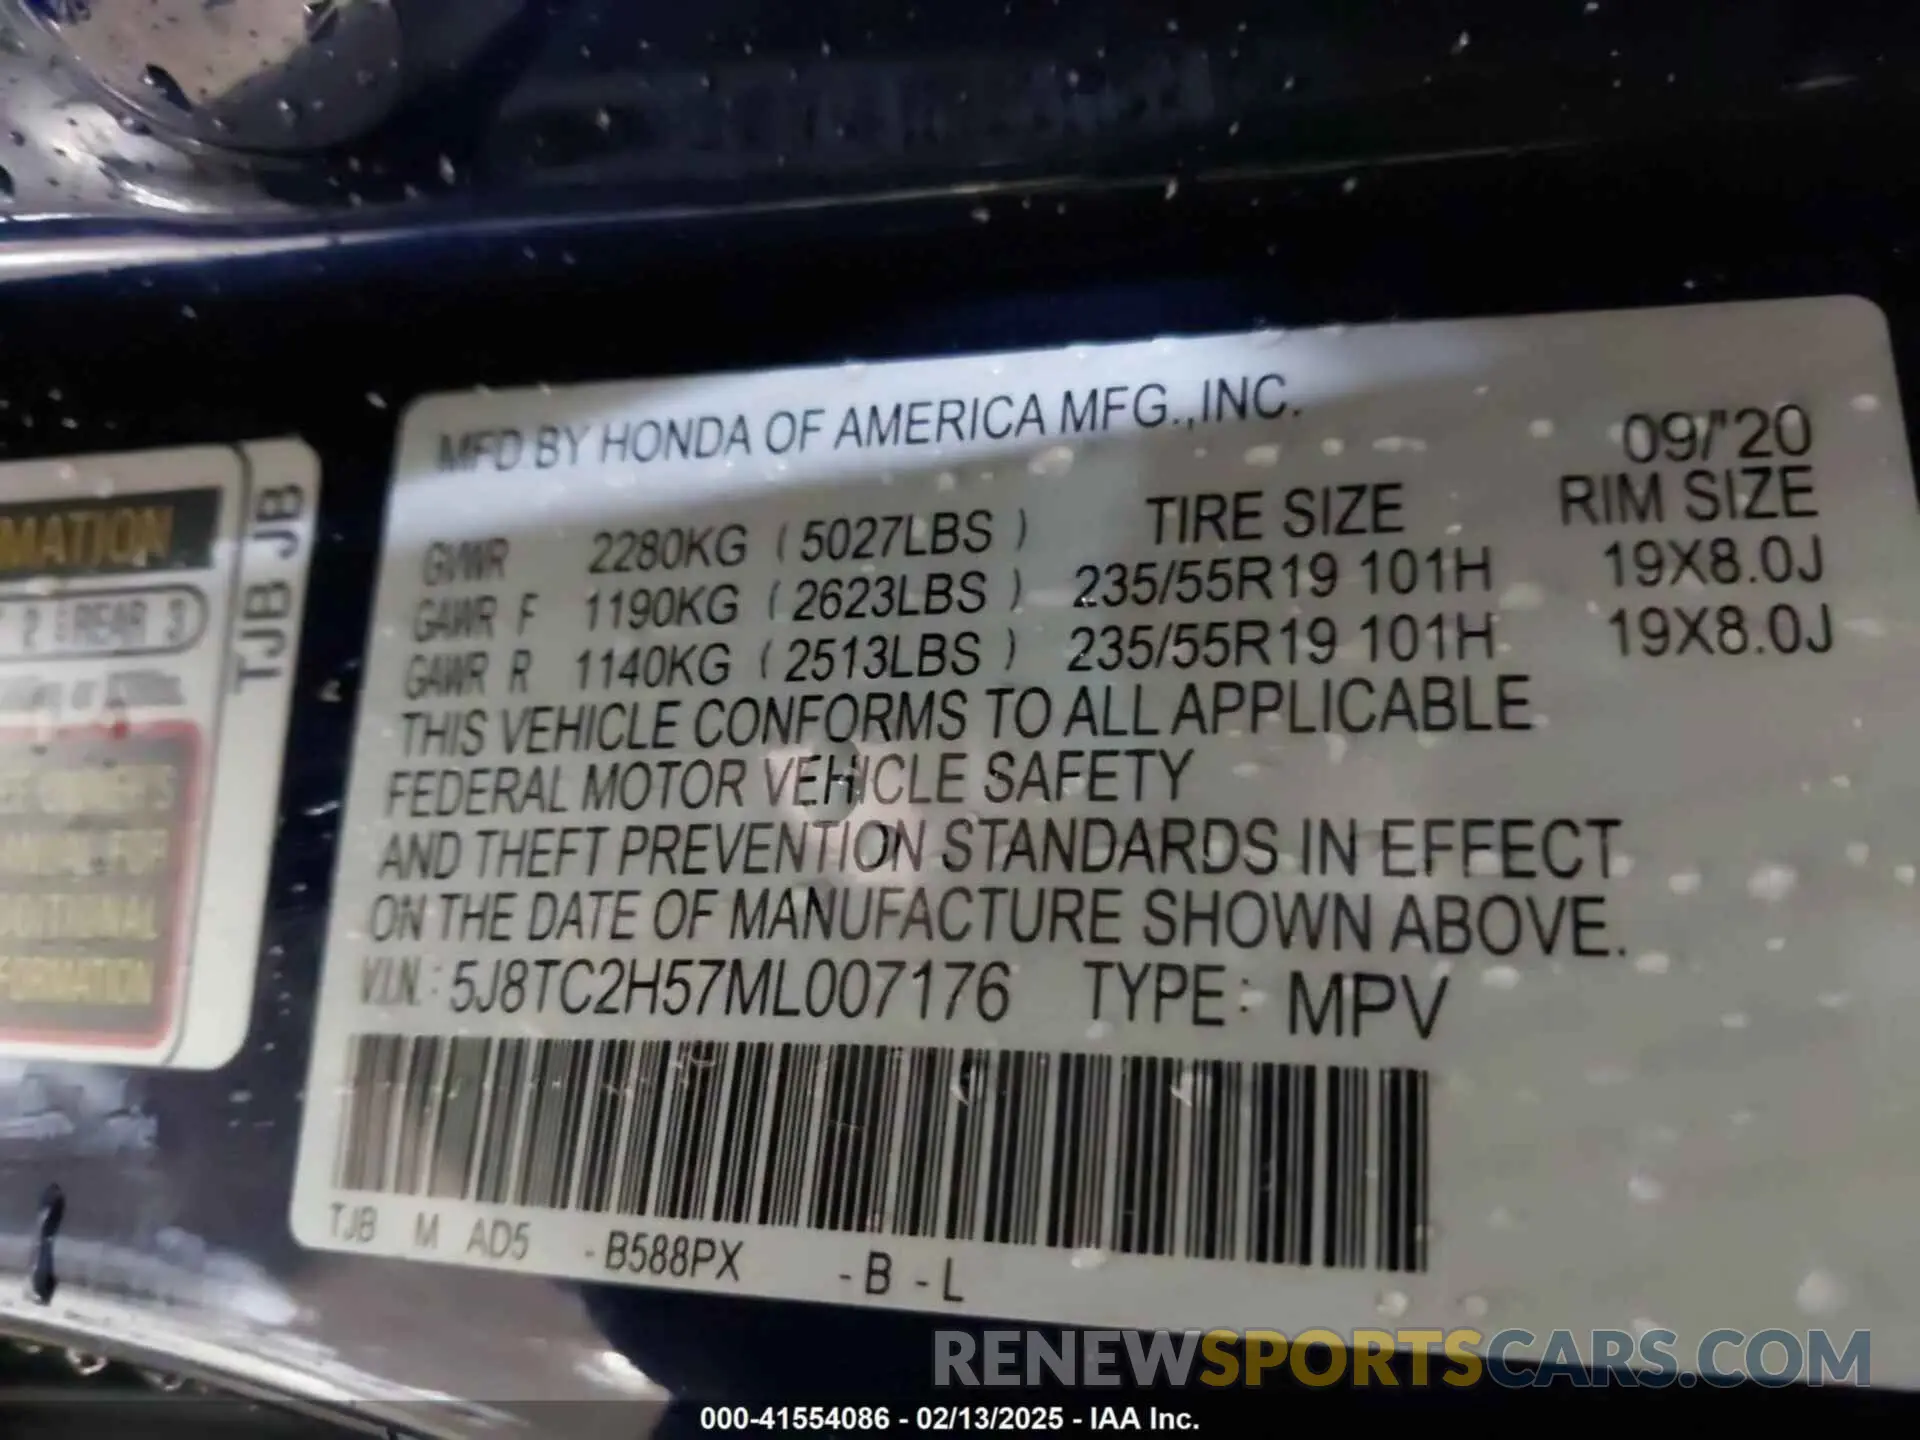 MFD BY HONDA OF AMERICA MFG.,INC.
09/'20
GVWR 2280KG (5027LBS) TIRE SIZE RIM SIZE
GAWR F 1190KG (2623LBS) 235/55R19 101H 19X8.0J
GAWR R 1140KG (2513LBS) 235/55R19 101H 19X8.0J
THIS VEHICLE CONFORMS TO ALL APPLICABLE
FEDERAL MOTOR VEHICLE SAFETY
AND THEFT PREVENTION STANDARDS IN EFFECT
ON THE DATE OF MANUFACTURE SHOWN ABOVE.
V.I.N.: 5J8TC2H57ML007176 TYPE: MPV
TJB M AD5 -B588PX -B -L
TJB JB
MATION
2 REAR 3
RENEWSPORTSCARS.COM
000-41554086 - 02/13/2025 - IAA Inc.